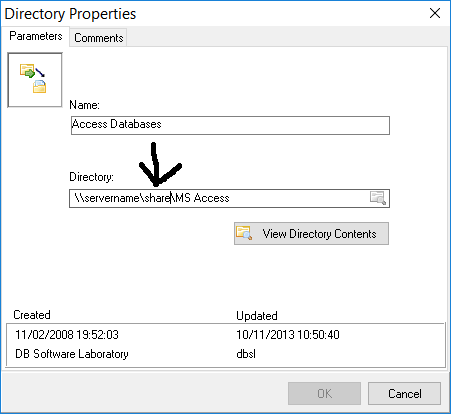 Directory Properties
Parameters Comments
Name:
Access Databases
Directory:
\\servername\share\MS Access
View Directory Contents
Created Updated
11/02/2008 19:52:03 10/11/2013 10:50:40
DB Software Laboratory dbsl
OK Cancel